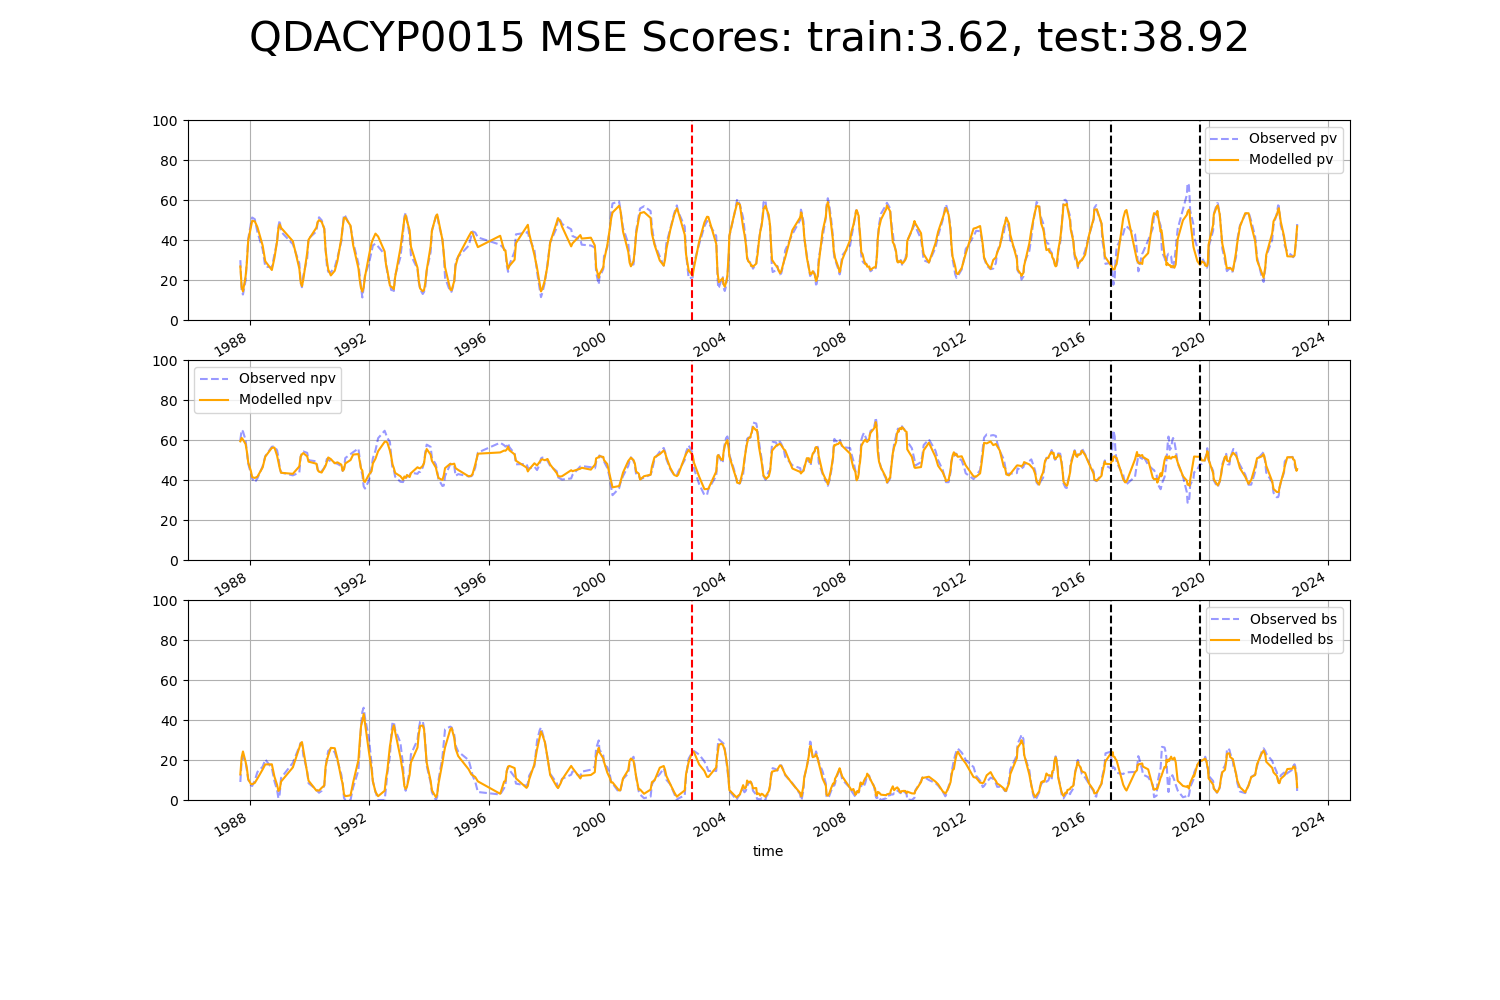 QDACYP0015 MSE Scores: train:3.62, test:38.92
100
80
60
40
20
0
Observed pv
Modelled pv
1988 1992 1996 2000 2004 2008 2012 2016 2020 2024
100
80
60
40
20
0
Observed npv
Modelled npv
1988 1992 1996 2000 2004 2008 2012 2016 2020 2024
100
80
60
40
20
0
Observed bs
Modelled bs
1988 1992 1996 2000 2004 2008 2012 2016 2020 2024
time